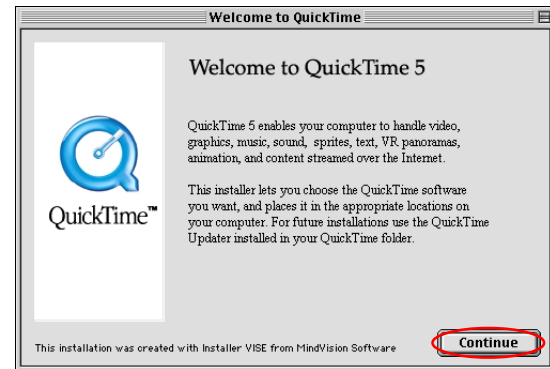 Welcome to QuickTime
Welcome to QuickTime 5
QuickTime 5 enables your computer to handle video,
graphics, music, sound, sprites, text, VR panoramas,
animation, and content streamed over the Internet.
This installer lets you choose the QuickTime software
you want, and places it in the appropriate locations on
your computer. For future installations use the QuickTime
Updater installed in your QuickTime folder.
QuickTime™
This installation was created with Installer VISE from MindVision Software
Continue